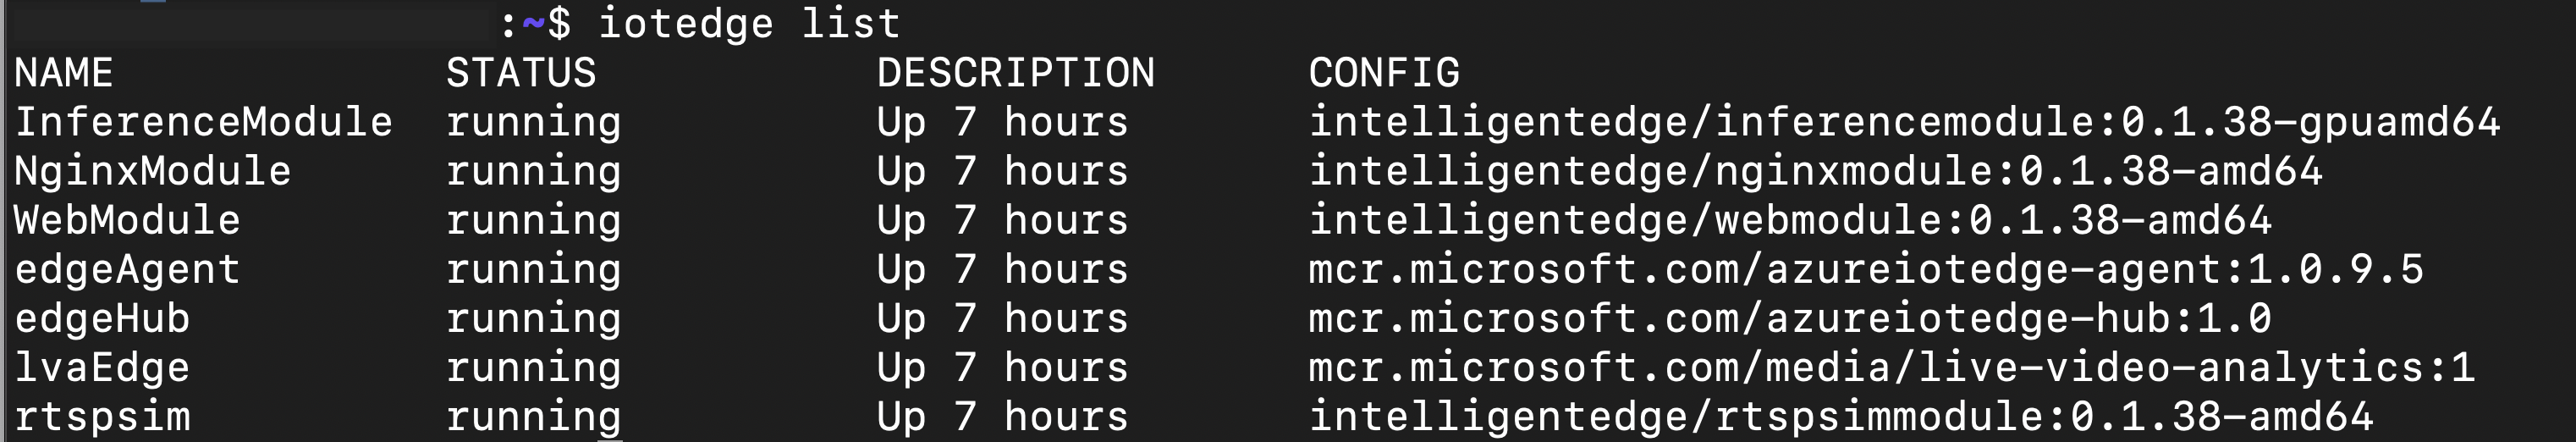 :~$ iotedge list
NAME STATUS DESCRIPTION CONFIG
InferenceModule running Up 7 hours intelligentedge/inferencemodule:0.1.38-gpuamd64
NginxModule running Up 7 hours intelligentedge/nginxmodule:0.1.38-amd64
WebModule running Up 7 hours intelligentedge/webmodule:0.1.38-amd64
edgeAgent running Up 7 hours mcr.microsoft.com/azureiotedge-agent:1.0.9.5
edgeHub running Up 7 hours mcr.microsoft.com/azureiotedge-hub:1.0
lvaEdge running Up 7 hours mcr.microsoft.com/media/live-video-analytics:1
rtspsim running Up 7 hours intelligentedge/rtspsimmodule:0.1.38-amd64